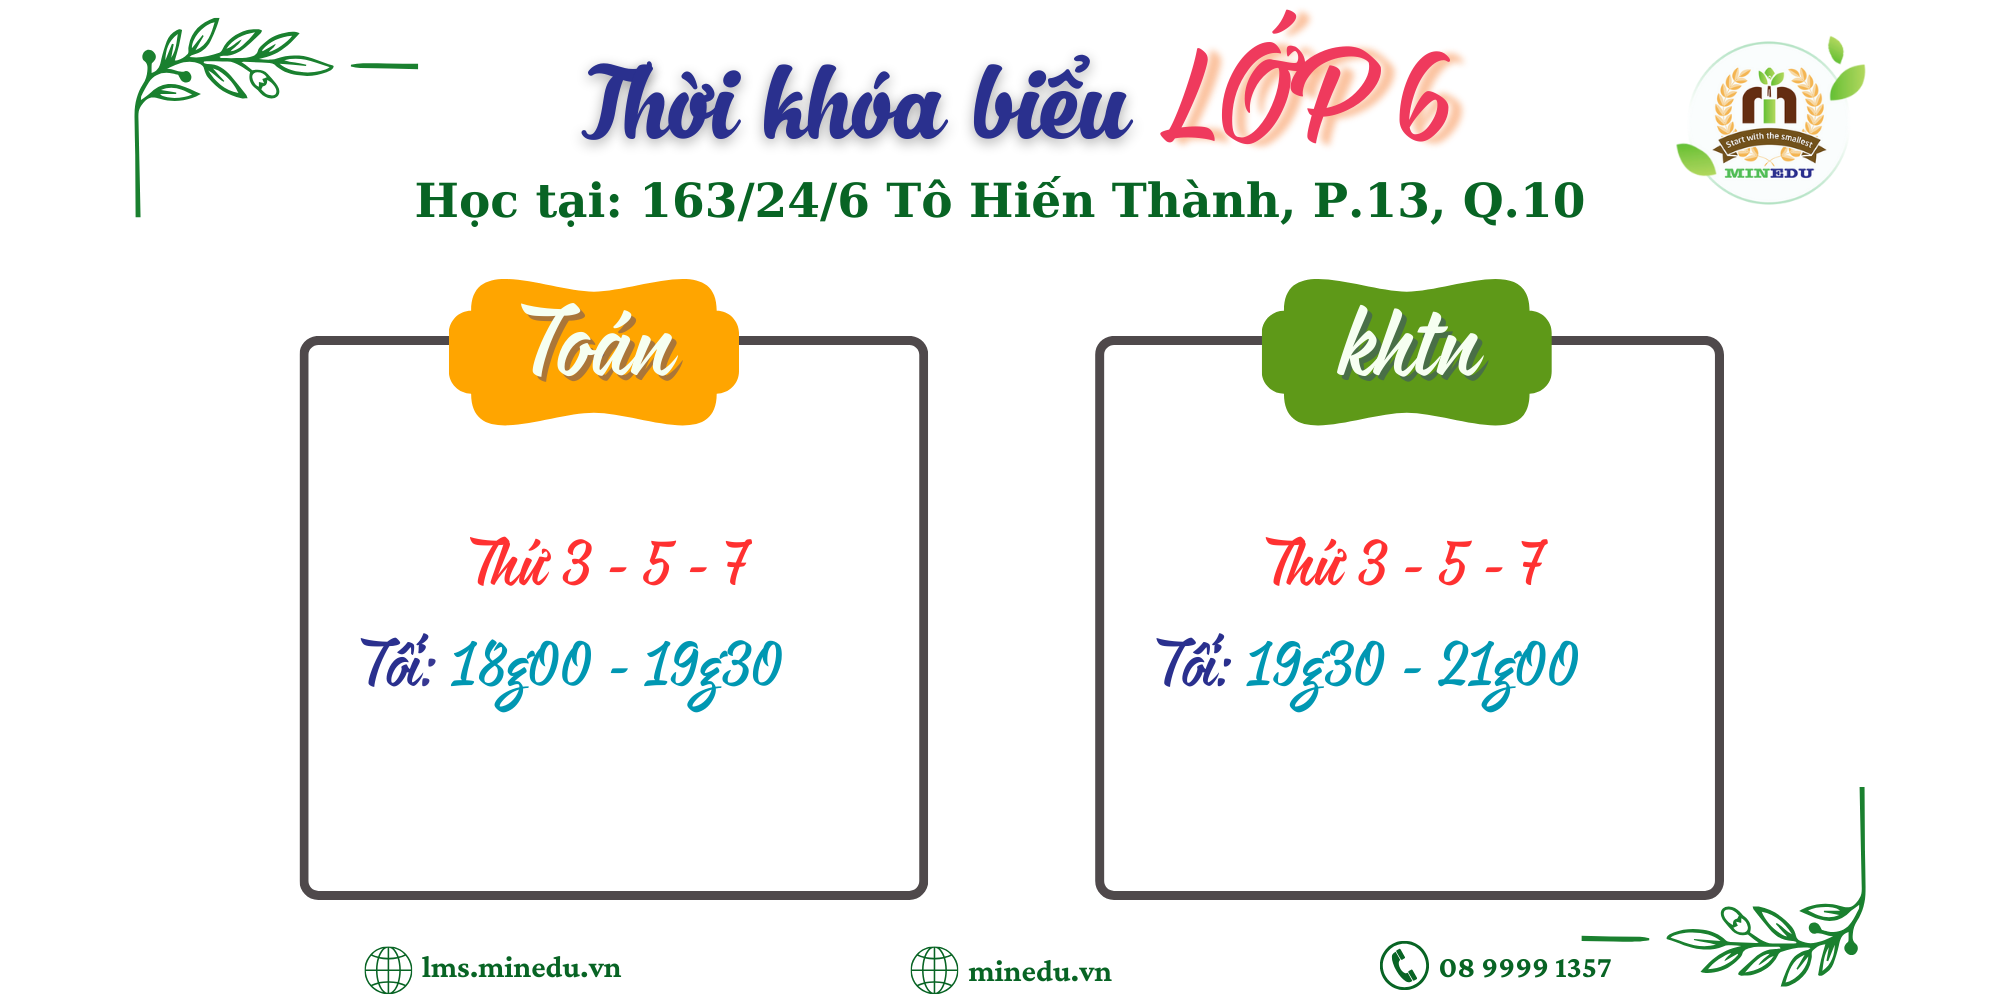 Thời khóa biểu LỚP 6
Start with the smallest
MINEDU
Học tại: 163/24/6 Tô Hiến Thành, P.13, Q.10
Toán
Thứ 3 - 5 - 7
Tối: 18g00 - 19g30
khtn
Thứ 3 - 5 - 7
Tối: 19g30 - 21g00
lms.minedu.vn
minedu.vn
08 9999 1357